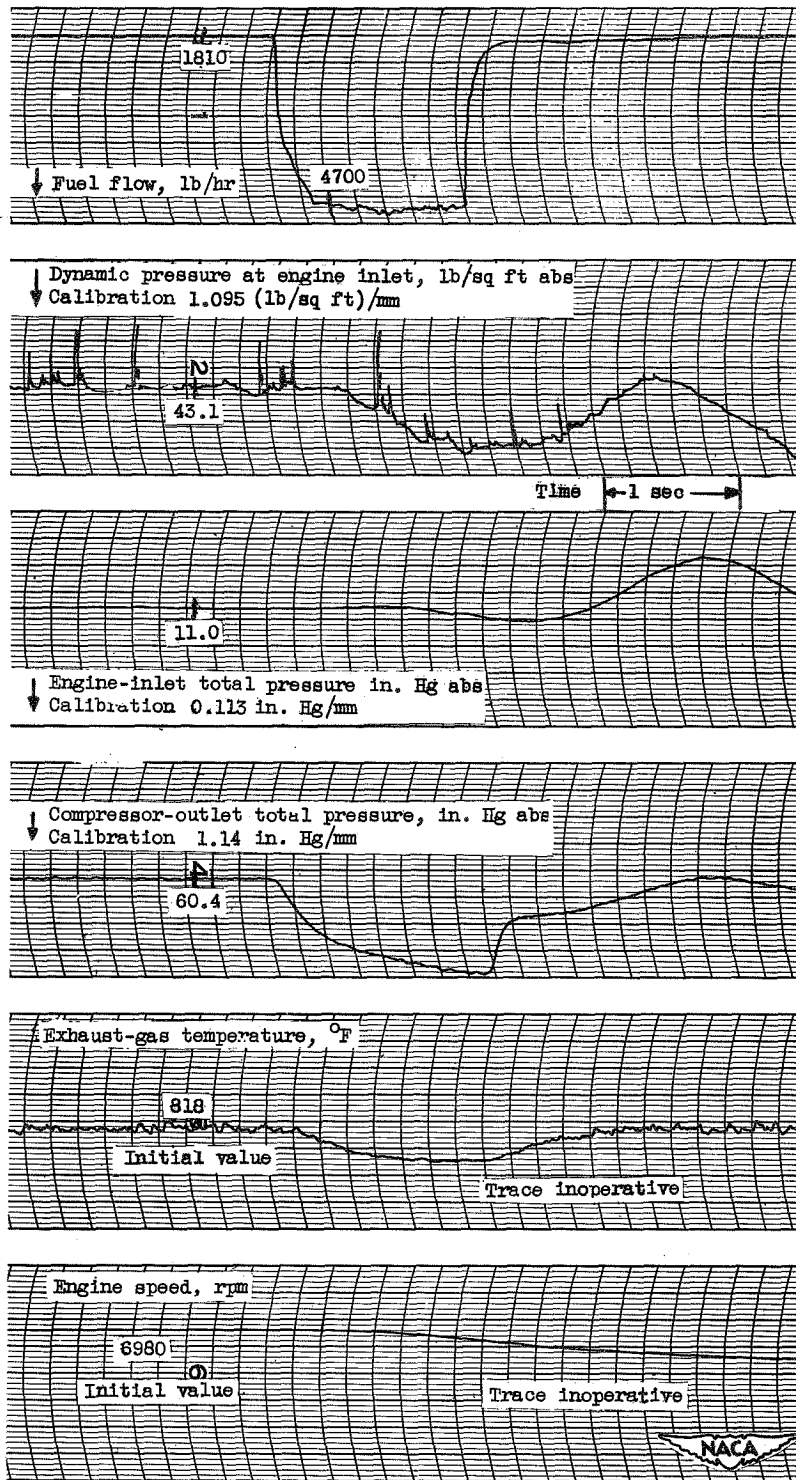 1810
Fuel flow, lb/hr
4700
Dynamic pressure at engine inlet, lb/sq ft abs
Calibration 1.095 (lb/sq ft)/mm
2
43.1
Time 1 sec
11.0
Engine-inlet total pressure in. Hg abs
Calibration 0.113 in. Hg/mm
Compressor-outlet total pressure, in. Hg abs
Calibration 1.14 in. Hg/mm
4
60.4
Exhaust-gas temperature, °F
818
Initial value
Trace inoperative
Engine speed, rpm
6980
6
Initial value
Trace inoperative
NACA